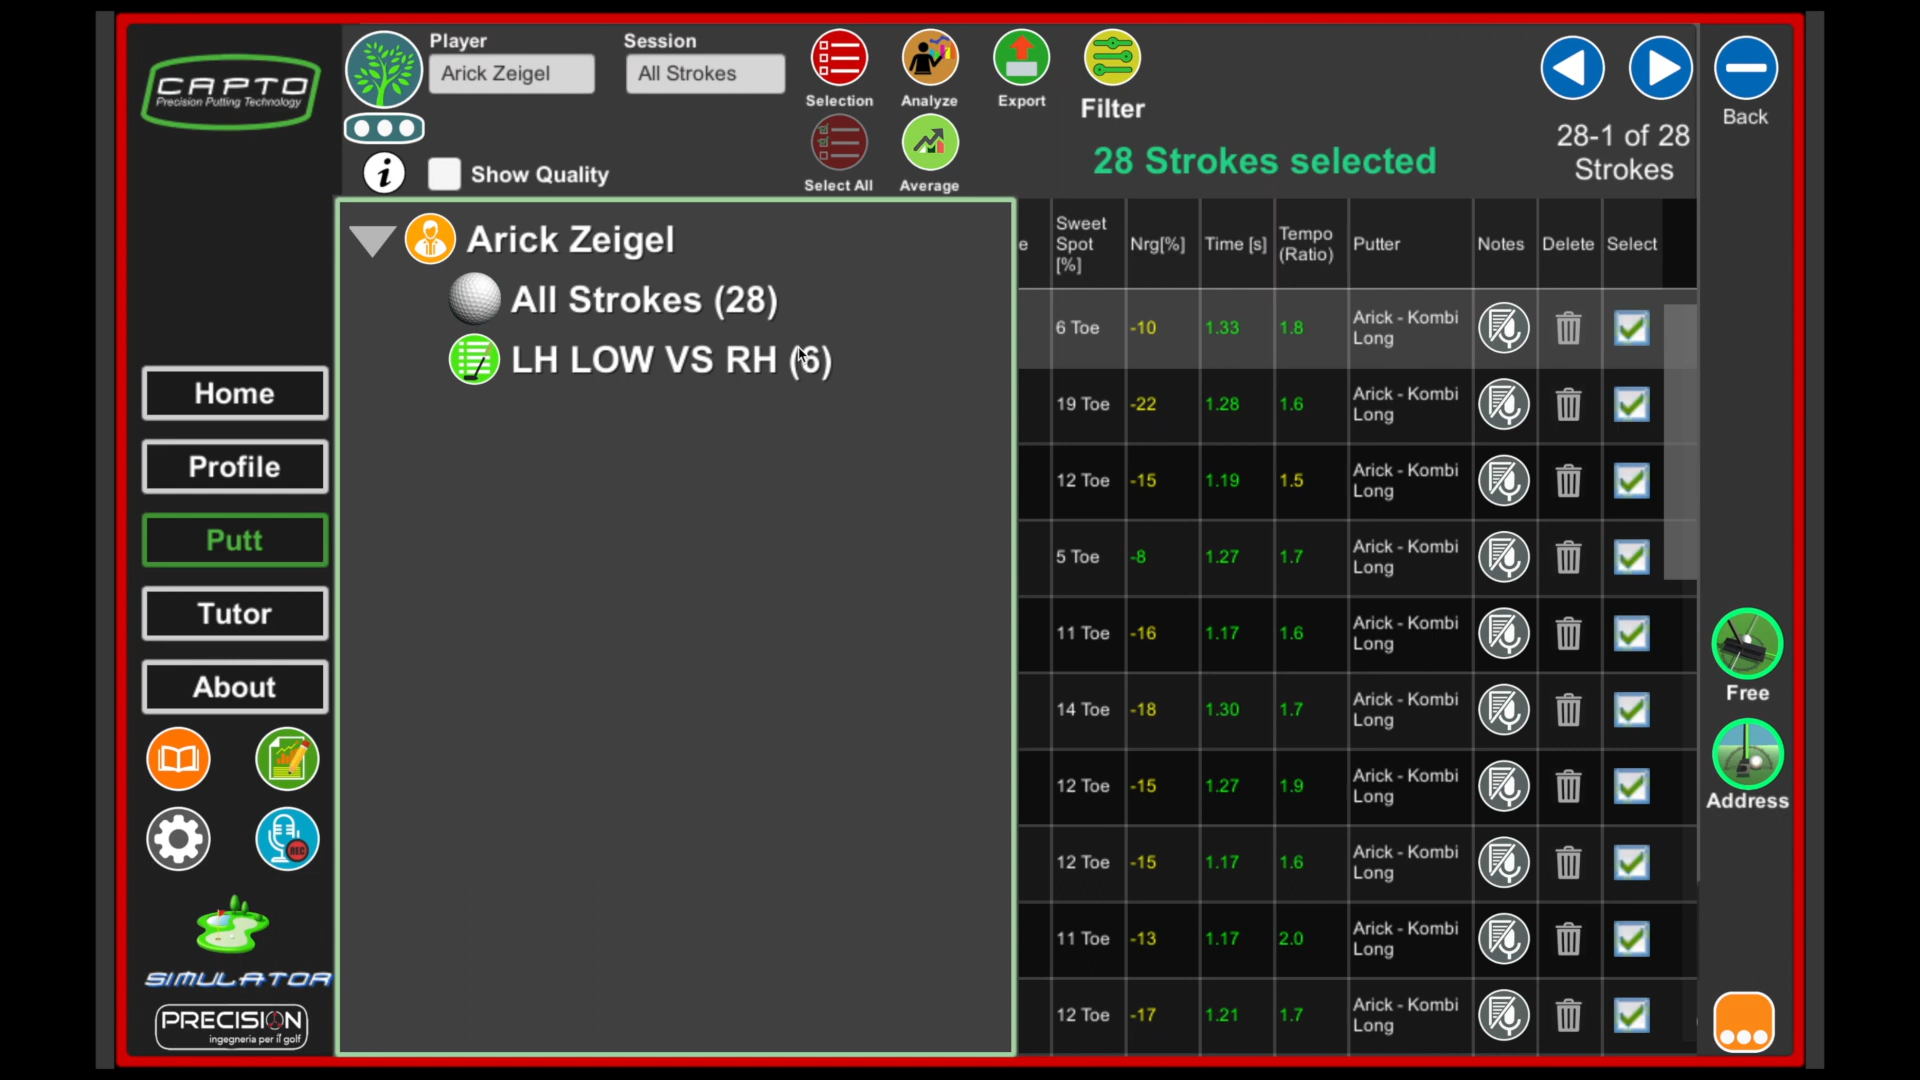 CAPTO
Precision Putting Technology
Player
Arick Zeigel
Session
All Strokes
Selection
Analyze
Export
Filter
Select All
Average
i
Show Quality
28 Strokes selected
28-1 of 28
Strokes
Back
Arick Zeigel
All Strokes (28)
LH LOW VS RH (6)
Home
Profile
Putt
Tutor
About
REC
SIMULATOR
PRECISION
ingegneria per il golf
e
Sweet
Spot
[%]
Nrg[%]
Time [s]
Tempo
(Ratio)
Putter
Notes
Delete
Select
6 Toe -10 1.33 1.8 Arick - Kombi
Long
19 Toe -22 1.28 1.6 Arick - Kombi
Long
12 Toe -15 1.19 1.5 Arick - Kombi
Long
5 Toe -8 1.27 1.7 Arick - Kombi
Long
11 Toe -16 1.17 1.6 Arick - Kombi
Long
14 Toe -18 1.30 1.7 Arick - Kombi
Long
12 Toe -15 1.27 1.9 Arick - Kombi
Long
12 Toe -15 1.17 1.6 Arick - Kombi
Long
11 Toe -13 1.17 2.0 Arick - Kombi
Long
12 Toe -17 1.21 1.7 Arick - Kombi
Long
Free
Address